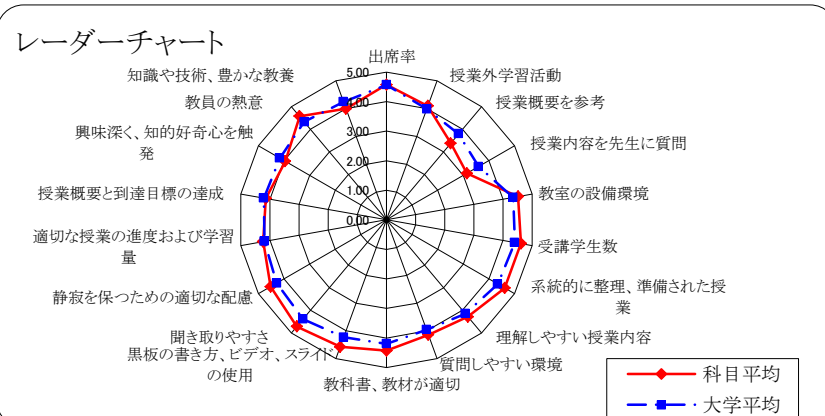 レーダーチャート
出席率
授業外学習活動
授業概要を参考
授業内容を先生に質問
教室の設備環境
受講学生数
系統的に整理、準備された授
業
理解しやすい授業内容
質問しやすい環境
教科書、教材が適切
黒板の書き方、ビデオ、スライド
の使用
聞き取りやすさ
静寂を保つための適切な配慮
適切な授業の進度および学習
量
授業概要と到達目標の達成
興味深く、知的好奇心を触
発
教員の熱意
知識や技術、豊かな教養
5.00
4.00
3.00
2.00
1.00
0.00
科目平均
大学平均